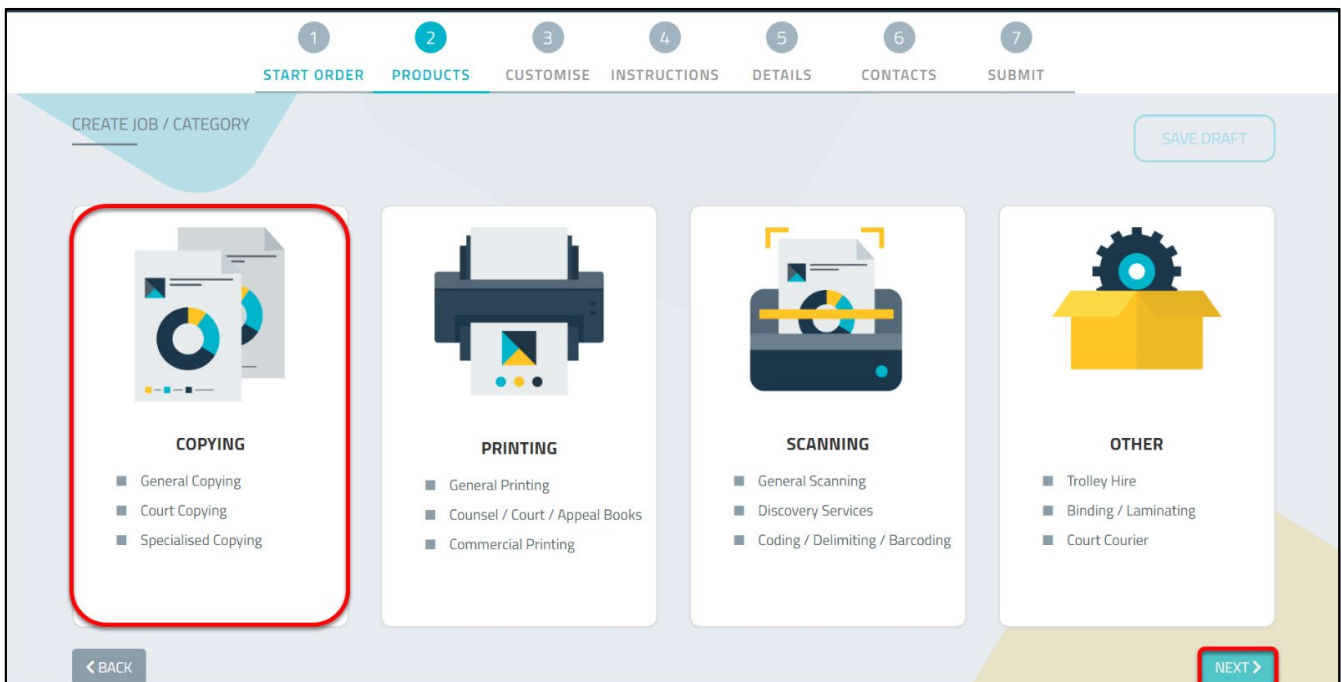 1 2 3 4 5 6 7
START ORDER PRODUCTS CUSTOMISE INSTRUCTIONS DETAILS CONTACTS SUBMIT
CREATE JOB / CATEGORY
SAVE DRAFT
COPYING
General Copying
Court Copying
Specialised Copying
PRINTING
General Printing
Counsel / Court / Appeal Books
Commercial Printing
SCANNING
General Scanning
Discovery Services
Coding / Delimiting / Barcoding
OTHER
Trolley Hire
Binding / Laminating
Court Courier
BACK
NEXT